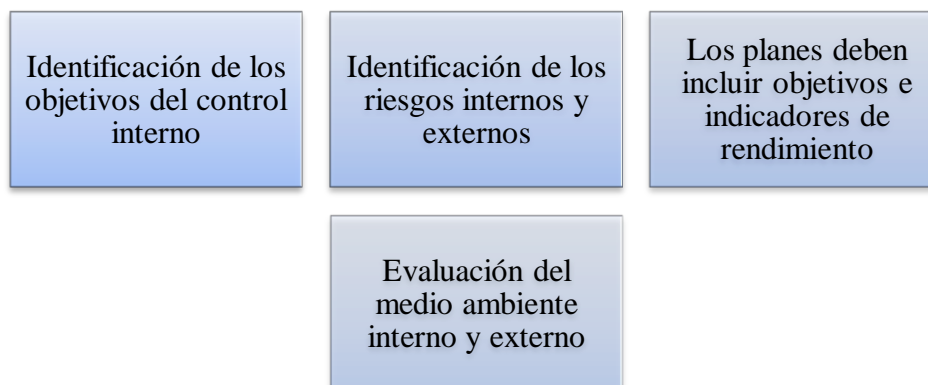 Identificación de los
objetivos del control
interno
Identificación de los
riesgos internos y
externos
Los planes deben
incluir objetivos e
indicadores de
rendimiento
Evaluación del
medio ambiente
interno y externo